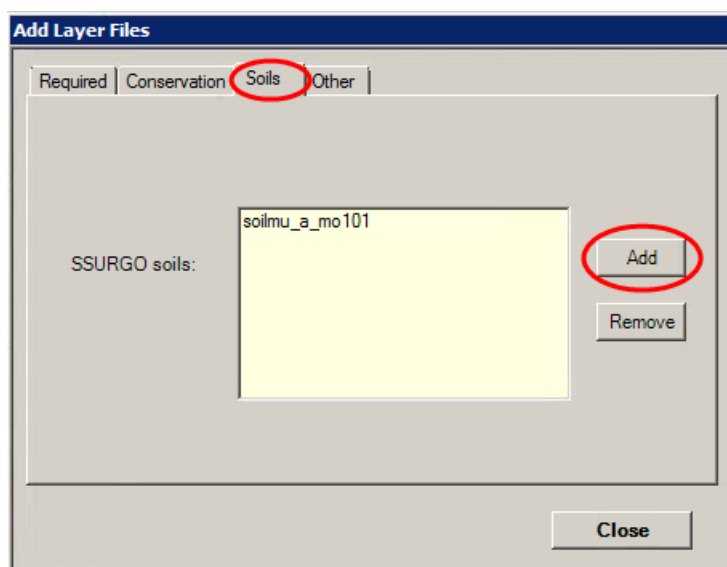 Add Layer Files
Required Conservation Soils Other
soilmu_a_mo101
SSURGO soils:
Add
Remove
Close